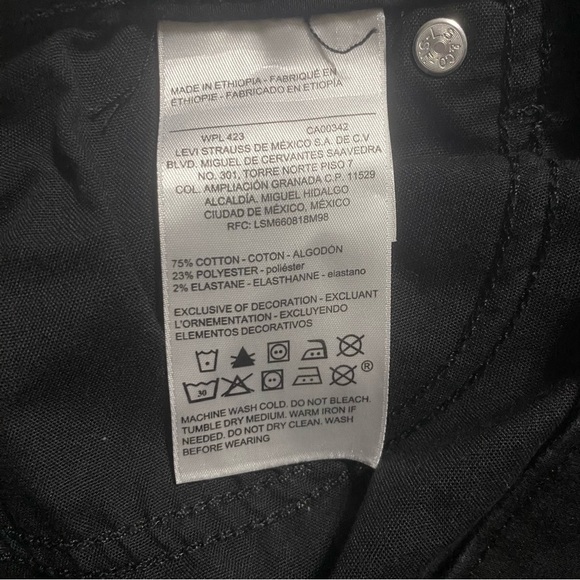 MADE IN ETHIOPIA - FABRIQUÉ EN
ÉTHIOPIE - FABRICADO EN ETIOPÍA
WPL 423 CA00342
LEVI STRAUSS DE MÉXICO S.A. DE C.V
BLVD. MIGUEL DE CERVANTES SAAVEDRA
NO. 301, TORRE NORTE PISO 7
COL. AMPLIACIÓN GRANADA C.P. 11529
ALCALDÍA. MIGUEL HIDALGO
CIUDAD DE MÉXICO, MÉXICO
RFC: LSM660818M98
75% COTTON - COTON - ALGODON
23% POLYESTER - poliéster
2% ELASTANE - ELASTHANNE - elastano
EXCLUSIVE OF DECORATION - EXCLUANT
L'ORNEMENTATION - EXCLUYENDO
ELEMENTOS DECORATIVOS
30 ®
MACHINE WASH COLD. DO NOT BLEACH.
TUMBLE DRY MEDIUM. WARM IRON IF
NEEDED. DO NOT DRY CLEAN. WASH
BEFORE WEARING
L.S. & CO